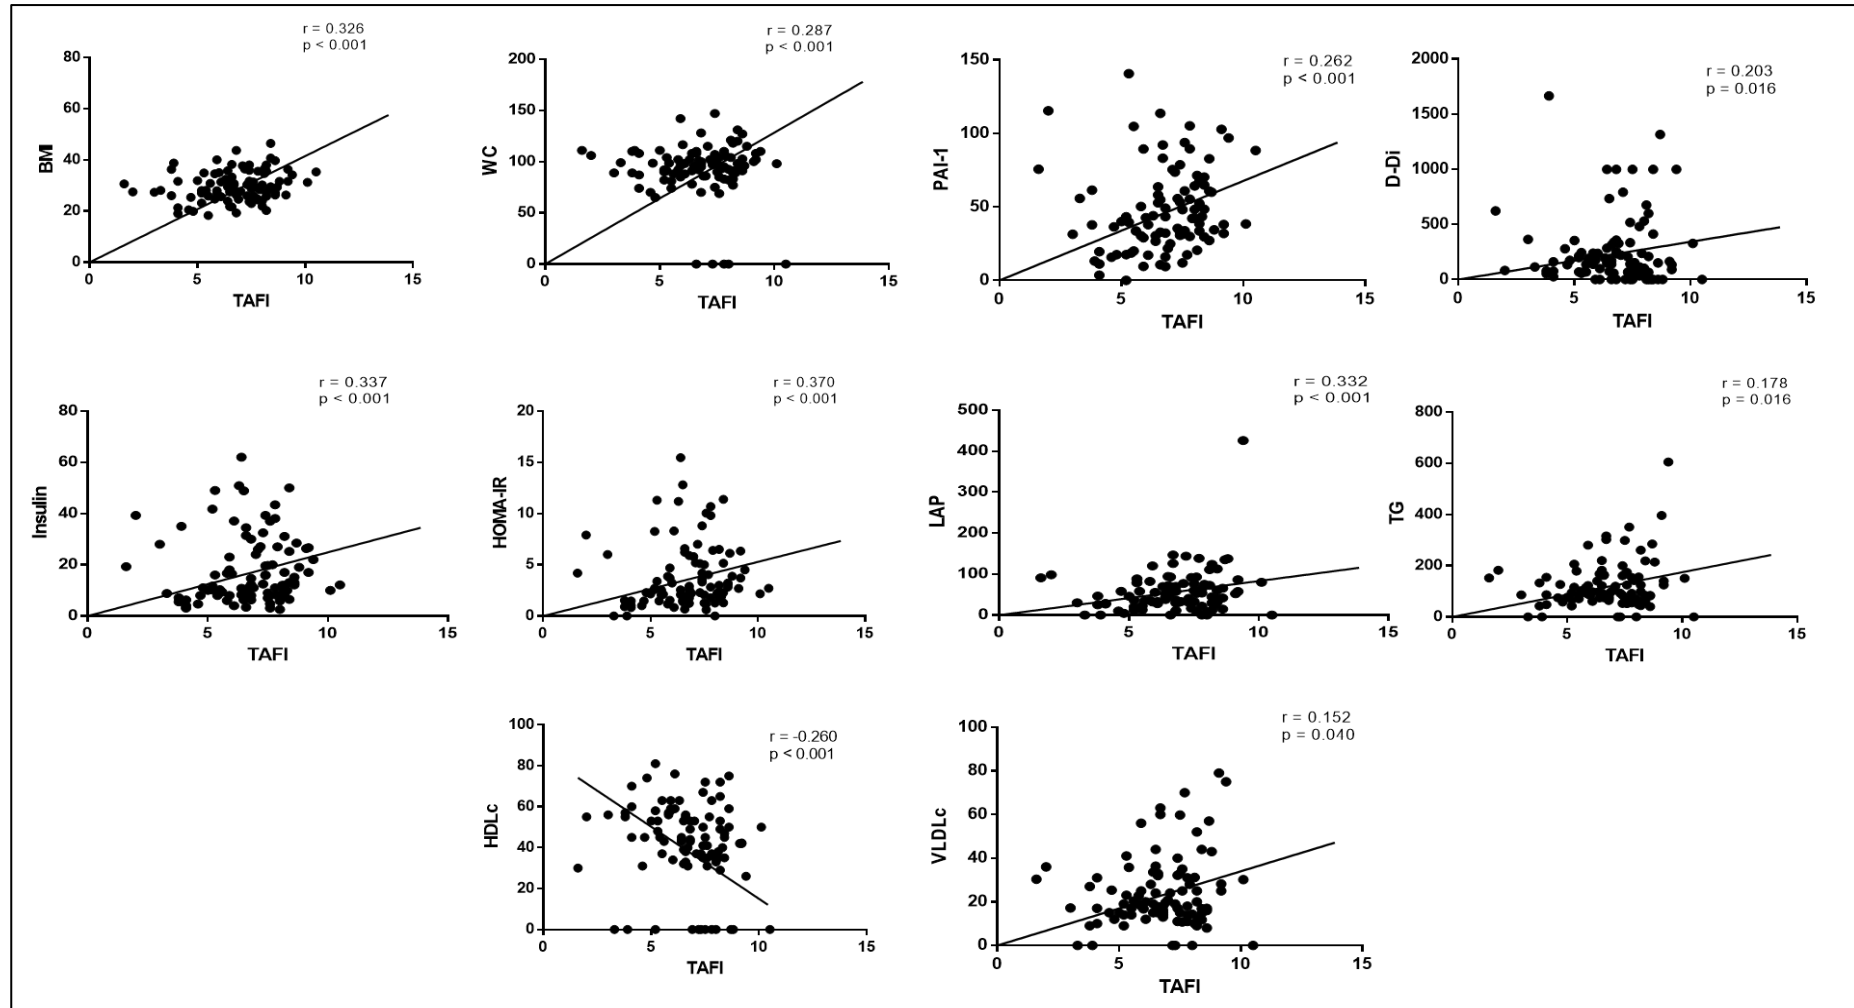 r = 0.326
p < 0.001
80
60
40
20
0
BMI
0
5
10
15
TAFI
r = 0.287
p < 0.001
200
150
100
50
0
WC
0
5
10
15
TAFI
r = 0.262
p < 0.001
150
100
50
0
PAI-1
0
5
10
15
TAFI
r = 0.203
p = 0.016
2000
1500
1000
500
0
D-Di
0
5
10
15
TAFI
r = 0.337
p < 0.001
80
60
40
20
0
Insulin
0
5
10
15
TAFI
r = 0.370
p < 0.001
20
15
10
5
0
HOMA-IR
0
5
10
15
TAFI
r = 0.332
p < 0.001
500
400
300
200
100
0
LAP
0
5
10
15
TAFI
r = 0.178
p = 0.016
800
600
400
200
0
TG
0
5
10
15
TAFI
r = -0.260
p < 0.001
100
80
60
40
20
0
HDLc
0
5
10
15
TAFI
r = 0.152
p = 0.040
100
80
60
40
20
0
VLDLc
0
5
10
15
TAFI